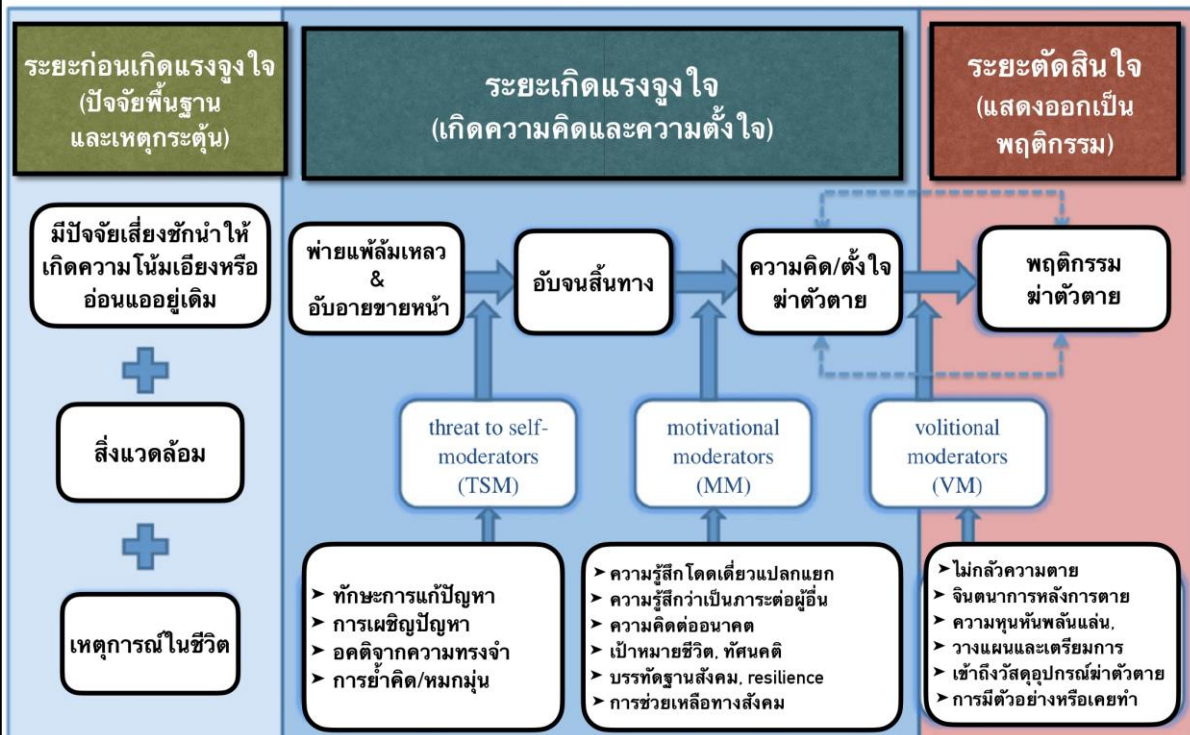 ระยะก่อนเกิดแรงจูงใจ
(ปัจจัยพื้นฐาน
และเหตุกระตุ้น)
ระยะเกิดแรงจูงใจ
(เกิดความคิดและความตั้งใจ)
ระยะตัดสินใจ
(แสดงออกเป็น
พฤติกรรม)
มีปัจจัยเสี่ยงชักนำให้
เกิดความโน้มเอียงหรือ
อ่อนแออยู่เดิม
สิ่งแวดล้อม
เหตุการณ์ในชีวิต
พ่ายแพ้ล้มเหลว
&
อับอายขายหน้า
อับจนสิ้นทาง
ความคิด/ตั้งใจ
ฆ่าตัวตาย
พฤติกรรม
ฆ่าตัวตาย
threat to self-
moderators
(TSM)
motivational
moderators
(MM)
volitional
moderators
(VM)
➤ ทักษะการแก้ปัญหา
➤ การเผชิญปัญหา
➤ อคติจากความทรงจำ
➤ การย้ำคิด/หมกมุ่น
➤ ความรู้สึกโดดเดี่ยวแปลกแยก
➤ ความรู้สึกว่าเป็นภาระต่อผู้อื่น
➤ ความคิดต่ออนาคต
➤ เป้าหมายชีวิต, ทัศนคติ
➤ บรรทัดฐานสังคม, resilience
➤ การช่วยเหลือทางสังคม
➤ ไม่กลัวความตาย
➤ จินตนาการหลังการตาย
➤ ความหุนหันพลันแล่น,
➤ วางแผนและเตรียมการ
➤ เข้าถึงวัสดุอุปกรณ์ฆ่าตัวตาย
➤ การมีตัวอย่างหรือเคยทำ